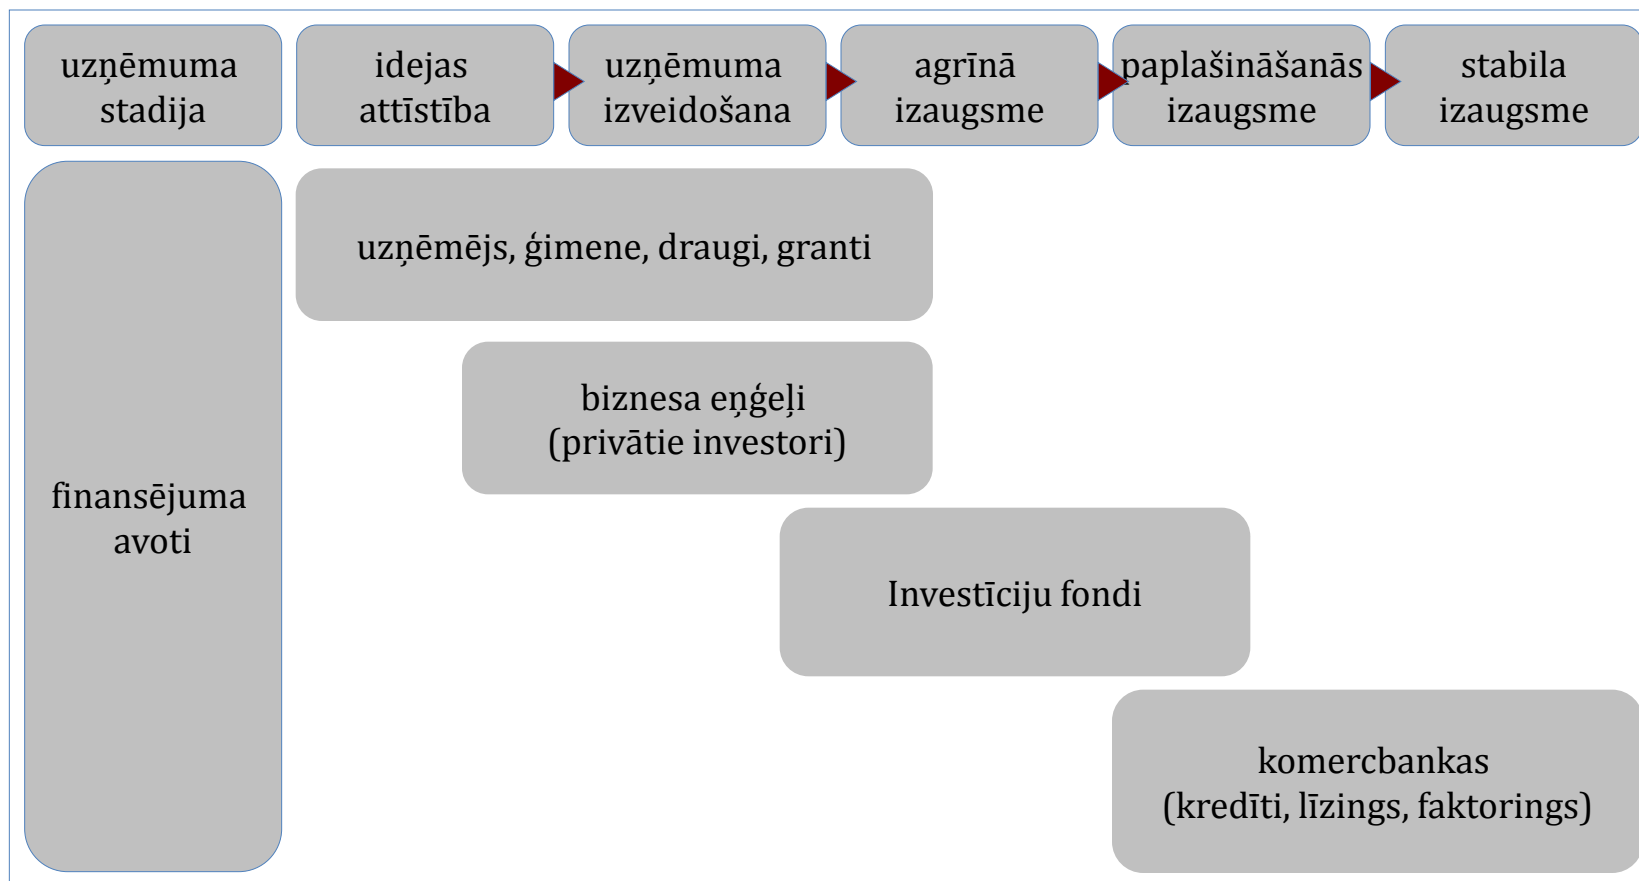 uzņēmuma
stadija
idejas
attīstība
uzņēmuma
izveidošana
agrīnā
izaugsme
paplašināšanās
izaugsme
stabila
izaugsme
finansējuma
avoti
uzņēmējs, ģimene, draugi, granti
biznesa eņģeļi
(privātie investori)
Investīciju fondi
komercbankas
(kredīti, līzings, faktorings)